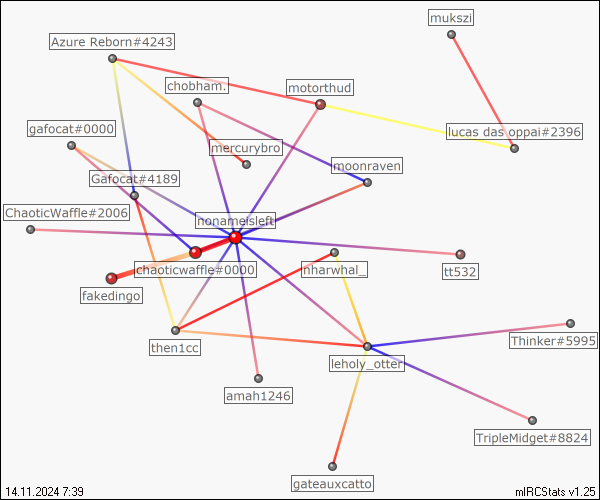 mukszi
Azure Reborn#4243
chobham.
motorthud
gafocat#0000
lucas das oppai#2396
mercurybro
moonraven
Gafocat#4189
ChaoticWaffle#2006
nonameisleft
chaoticwaffle#0000
nharwhal_
tt532
fakedingo
Thinker#5995
then1cc
leholy_otter
amah1246
TripleMidget#8824
gateauxcatto
14.11.2024 7:39
mIRCStats v1.25